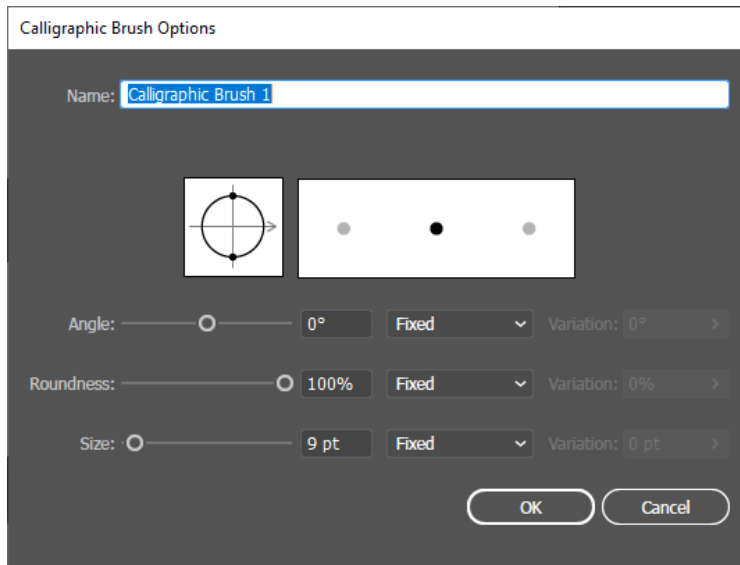 Calligraphic Brush Options
Name: Calligraphic Brush 1
Angle: 0° Fixed Variation: 0°
Roundness: 100% Fixed Variation: 0%
Size: 9 pt Fixed Variation: 0 pt
OK Cancel